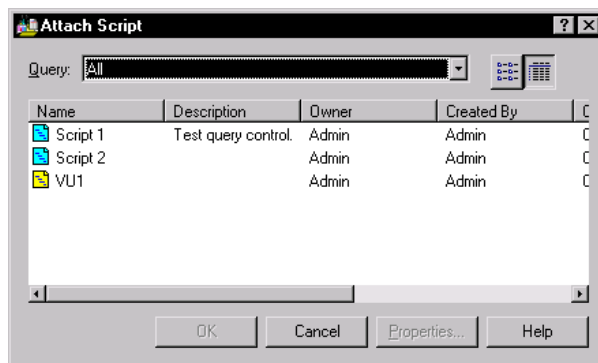 Attach Script
Query: All
Name Description Owner Created By
Script 1 Test query control. Admin Admin
Script 2 Admin Admin
VU1 Admin Admin
OK Cancel Properties... Help